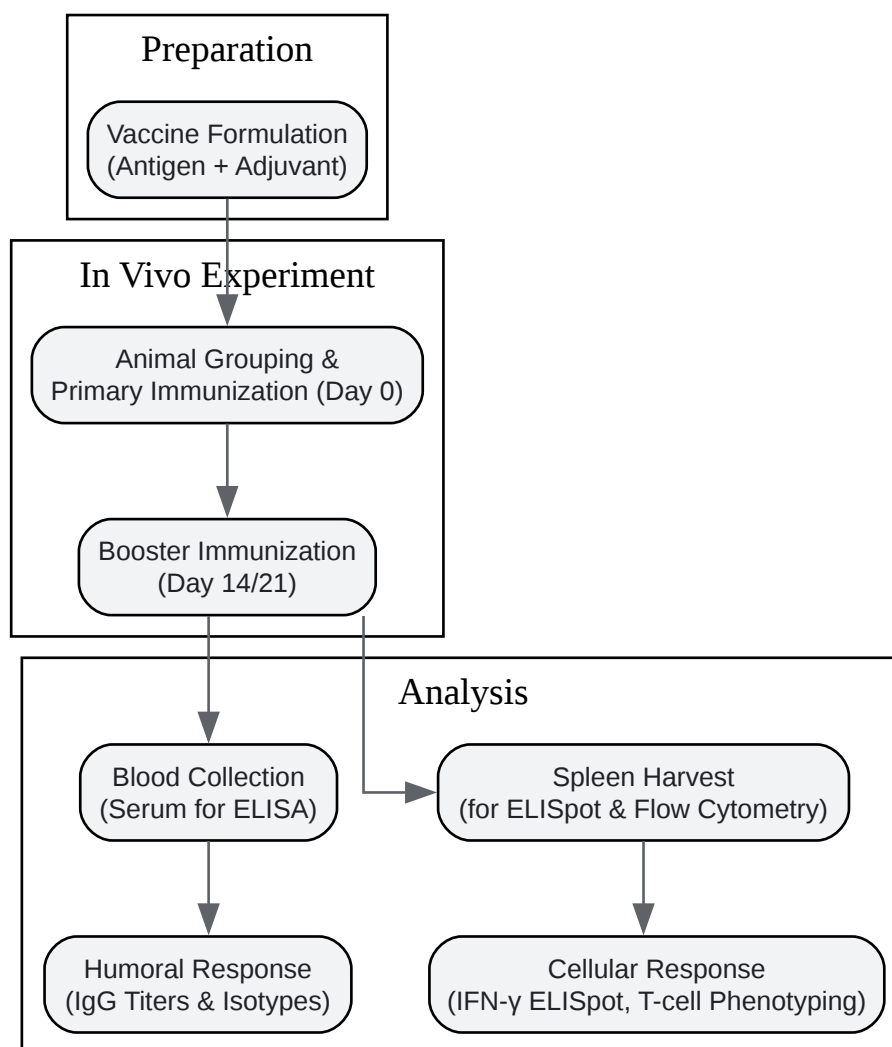 Preparation
Vaccine Formulation
(Antigen + Adjuvant)
In Vivo Experiment
Animal Grouping &
Primary Immunization (Day 0)
Booster Immunization
(Day 14/21)
Analysis
Blood Collection
(Serum for ELISA)
Spleen Harvest
(for ELISpot & Flow Cytometry)
Humoral Response
(IgG Titers & Isotypes)
Cellular Response
(IFN-γ ELISpot, T-cell Phenotyping)